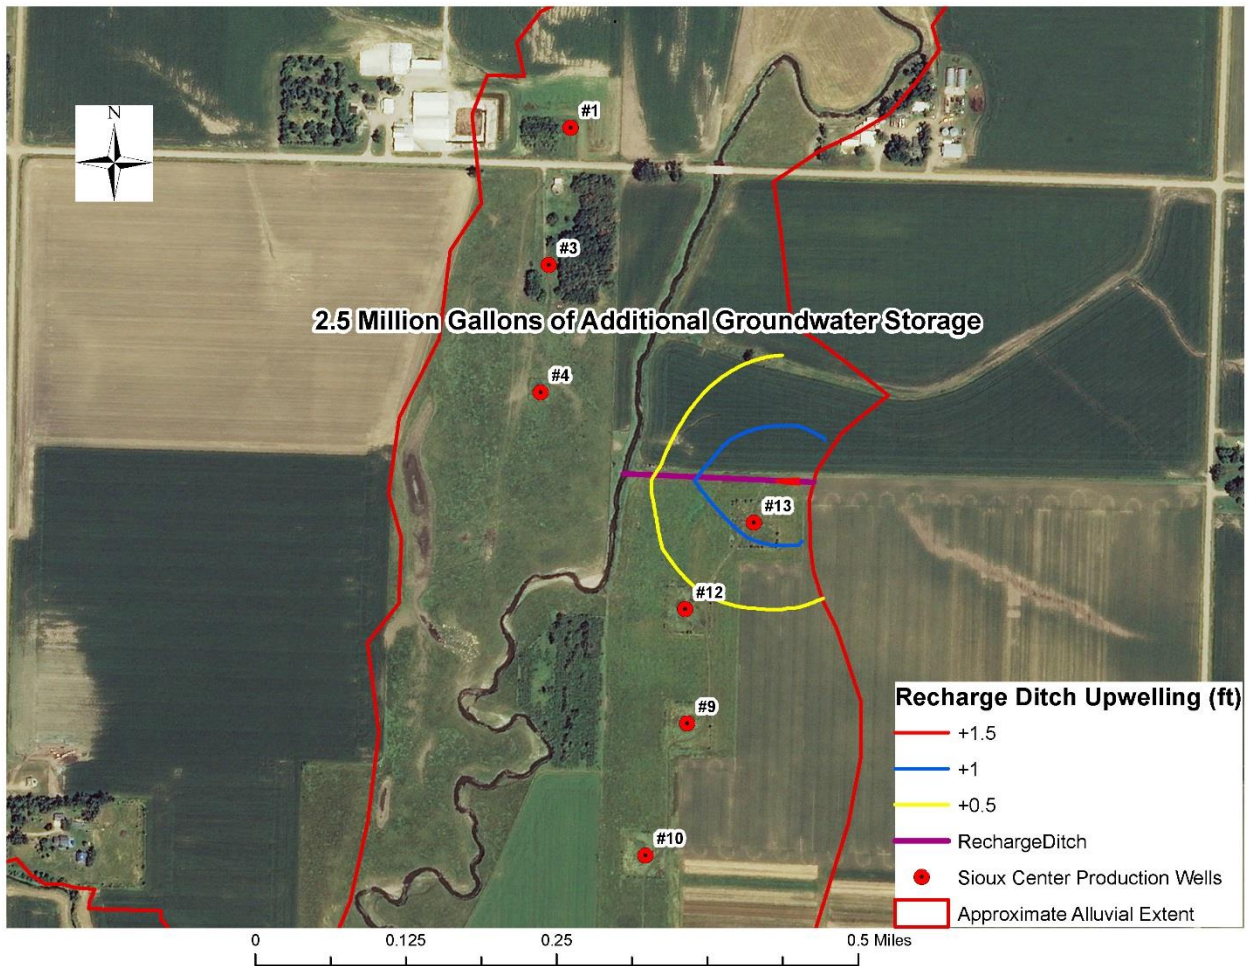 N
#1
#3
2.5 Million Gallons of Additional Groundwater Storage
#4
#13
#12
#9
#10
Recharge Ditch Upwelling (ft)
+1.5
+1
+0.5
RechargeDitch
Sioux Center Production Wells
Approximate Alluvial Extent
0 0.125 0.25 0.5 Miles